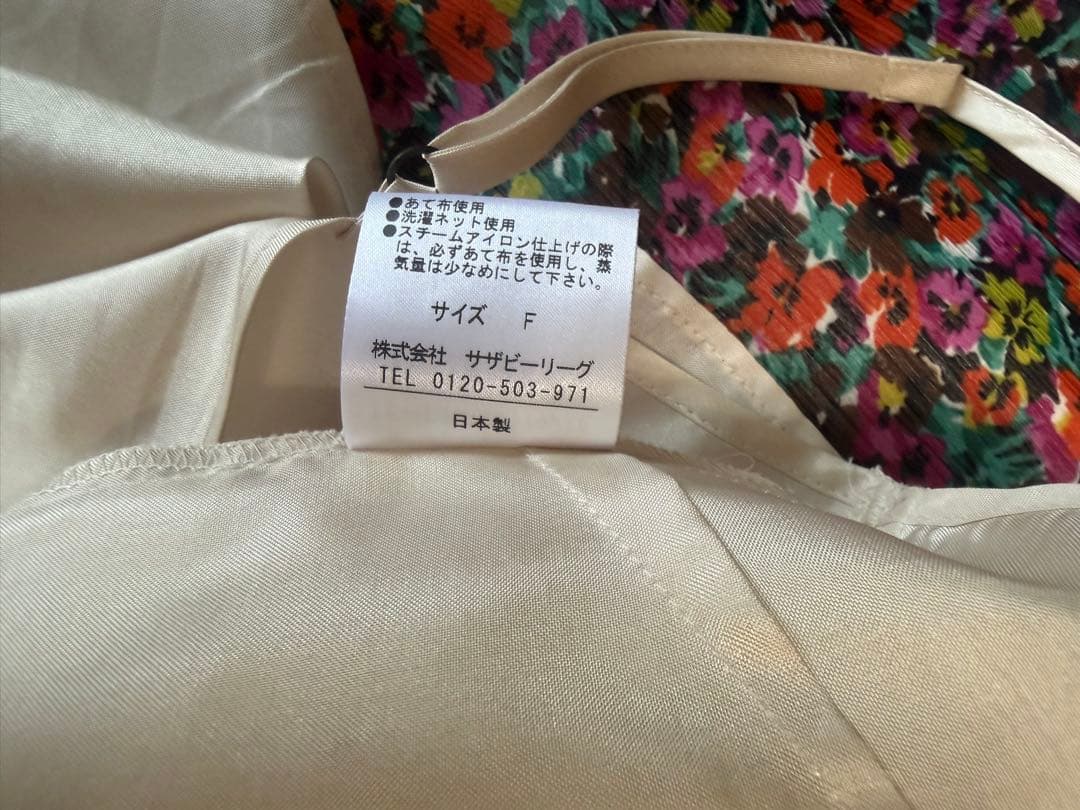 ●あて布使用
●洗濯ネット使用
●スチームアイロン仕上げの際
は、必ずあて布を使用し、蒸
気量は少なめにして下さい。
サイズ F
株式会社 サザビーリーグ
TEL 0120-503-971
日本製